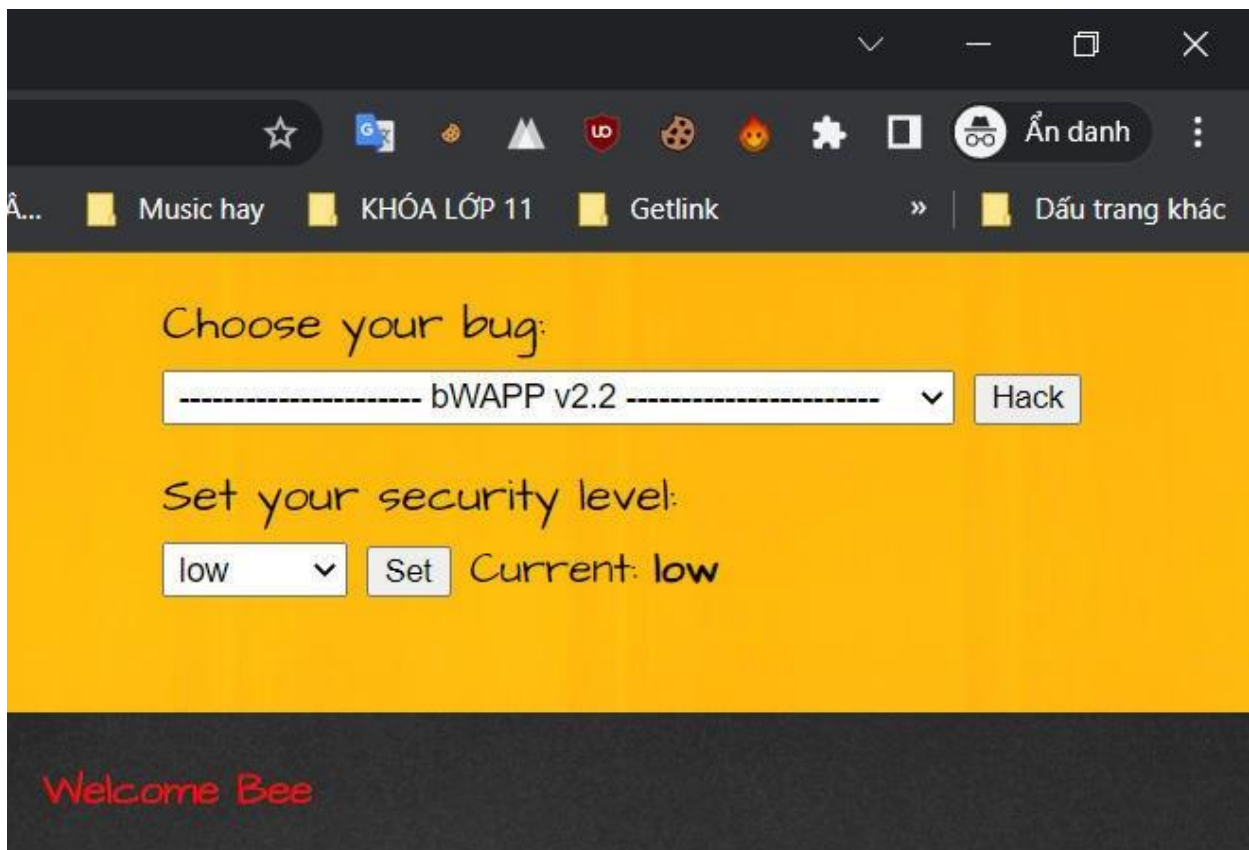 Ẩn danh
Â... Music hay KHÓA LỚP 11 Getlink » Dấu trang khác
Choose your bug:
---------------------- bWAPP v2.2 ----------------------- Hack
Set your security level:
low Set Current: low
Welcome Bee